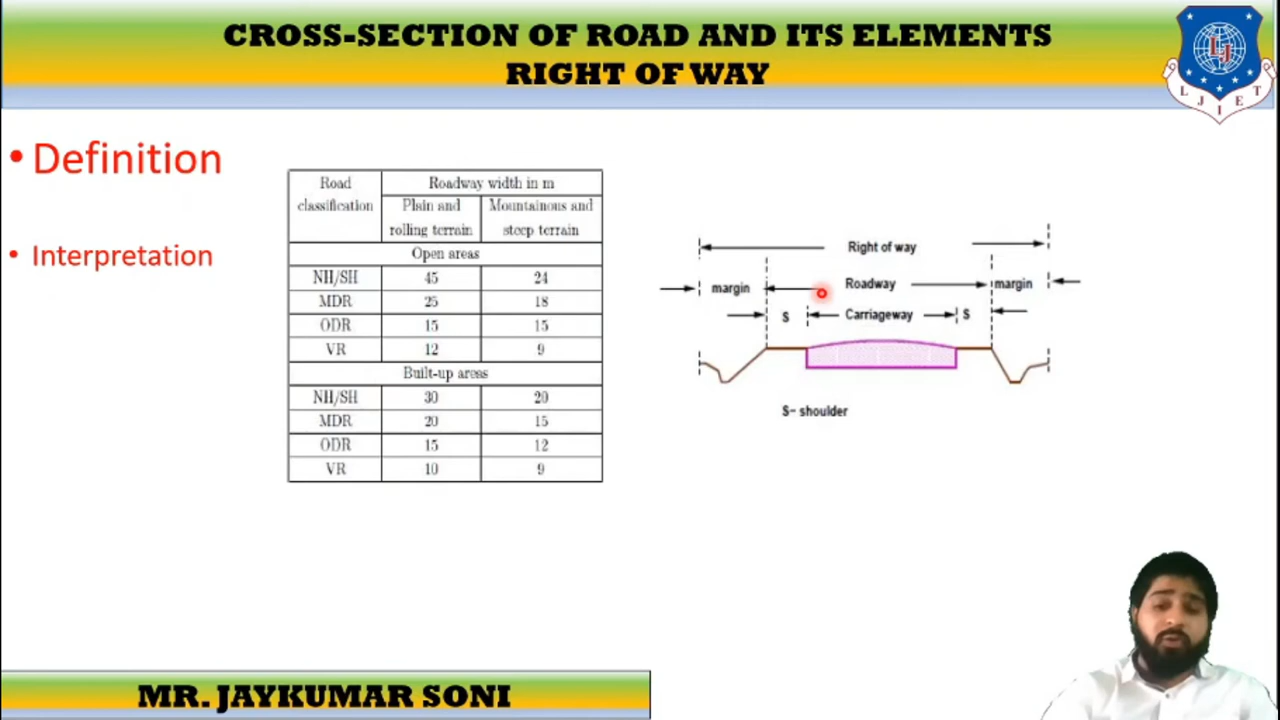 CROSS-SECTION OF ROAD AND ITS ELEMENTS
RIGHT OF WAY
LJ
LJIET
• Definition
• Interpretation
Road classification | Roadway width in m
Plain and rolling terrain | Mountainous and steep terrain
Open areas
NH/SH 45 24
MDR 25 18
ODR 15 15
VR 12 9
Built-up areas
NH/SH 30 20
MDR 20 15
ODR 15 12
VR 10 9
Right of way
margin Roadway margin
S Carriageway S
S- shoulder
MR. JAYKUMAR SONI